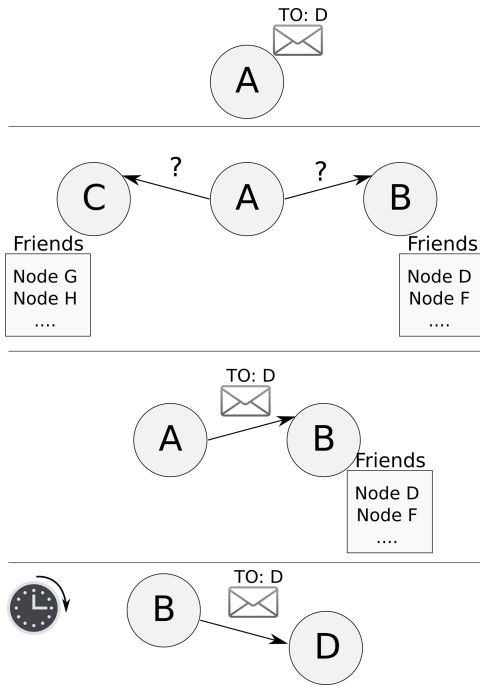 TO: D
A
? ?
C A B
Friends Friends
Node G Node D
Node H Node F
.... ....
TO: D
A B
Friends
Node D
Node F
....
TO: D
B
D